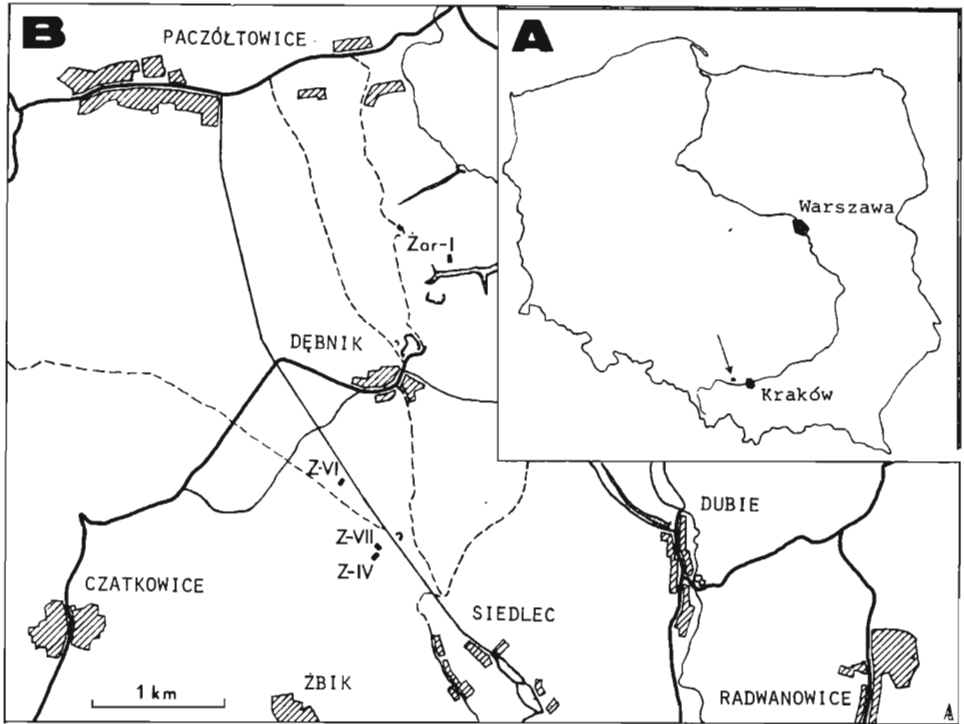 B
PACZÓŁTOWICE
A
Warszawa
Żar-I
DĘBNIK
Kraków
Z-VI
DUBIE
Z-VII
Z-IV
CZATKOWICE
SIEDLEC
ŻBIK
1 km
RADWANOWICE
A